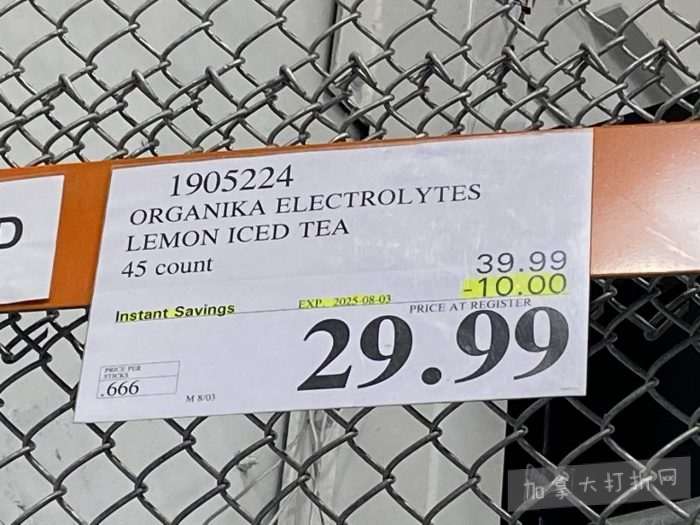 D
1905224
ORGANIKA ELECTROLYTES
LEMON ICED TEA
45 count
39.99
-10.00
Instant Savings
EXP. 2025-08-03
PRICE AT REGISTER
29.99
PRICE PER
STICKS
.666
M 8/03
加拿大打折网